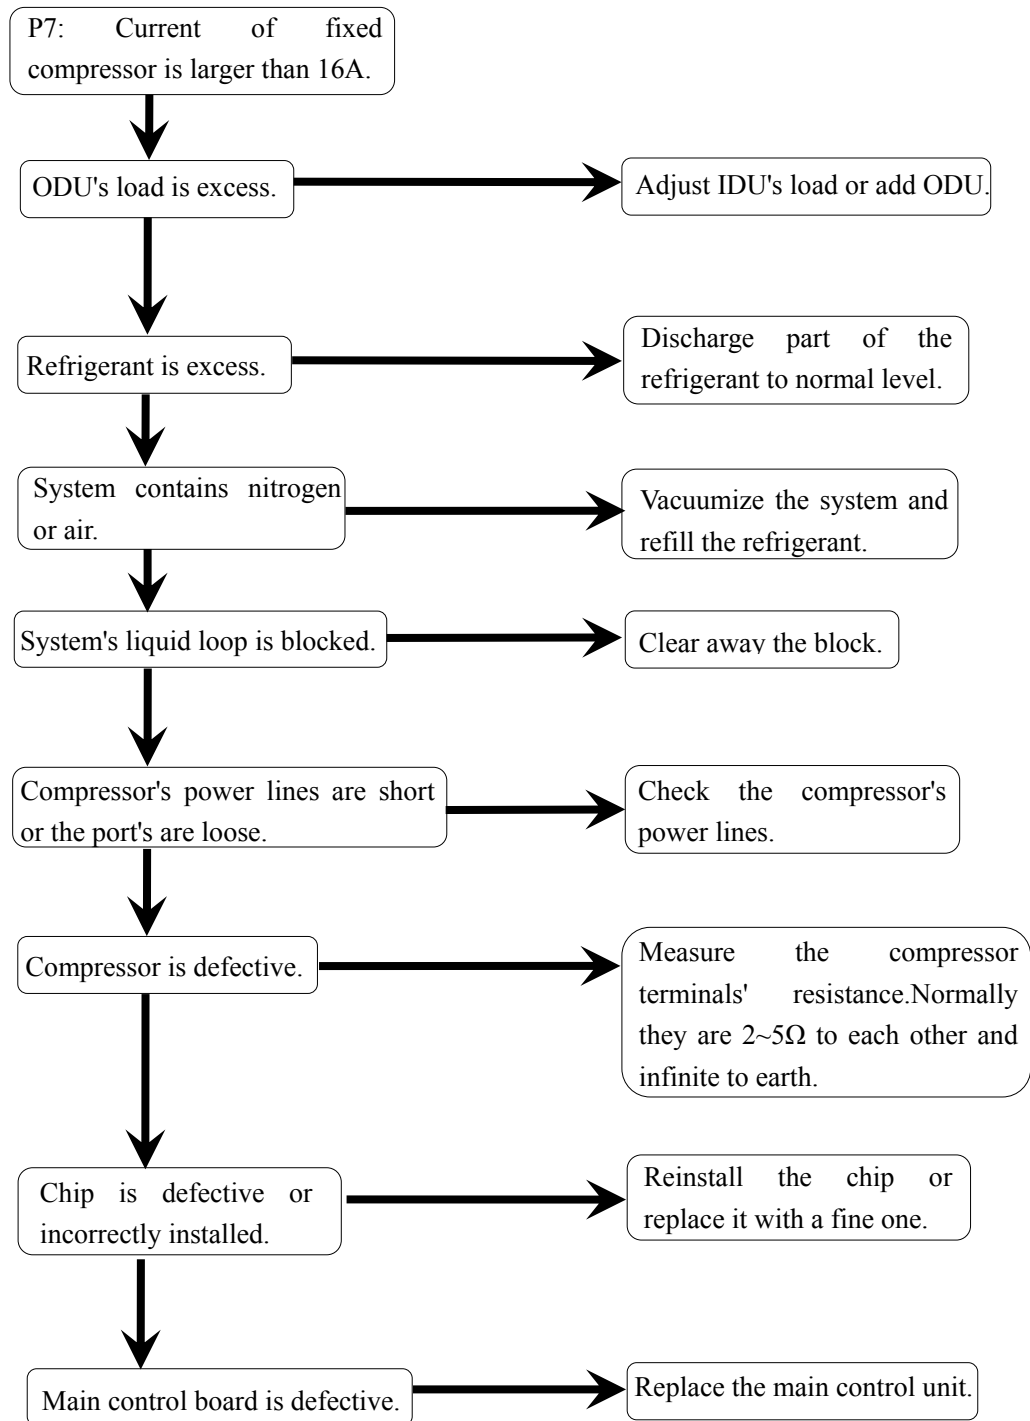 P7: Current of fixed
compressor is larger than 16A.
ODU's load is excess.
Adjust IDU's load or add ODU.
Refrigerant is excess.
Discharge part of the
refrigerant to normal level.
System contains nitrogen
or air.
Vacuumize the system and
refill the refrigerant.
System's liquid loop is blocked.
Clear away the block.
Compressor's power lines are short
or the port's are loose.
Check the compressor's
power lines.
Compressor is defective.
Measure the compressor
terminals' resistance.Normally
they are 2~5Ω to each other and
infinite to earth.
Chip is defective or
incorrectly installed.
Reinstall the chip or
replace it with a fine one.
Main control board is defective.
Replace the main control unit.